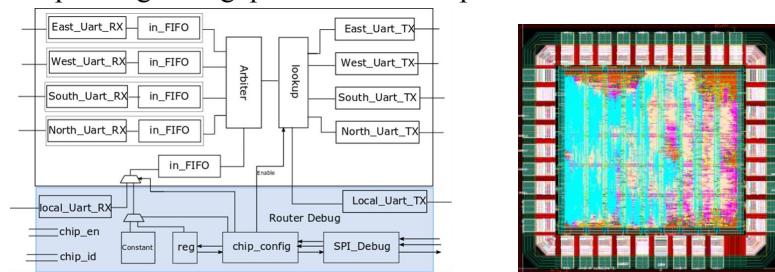 East_Uart_RX in_FIFO East_Uart_TX
West_Uart_RX in_FIFO Arbiter lookup West_Uart_TX
South_Uart_RX in_FIFO South_Uart_TX
North_Uart_RX in_FIFO North_Uart_TX
in_FIFO
Enable
local_Uart_RX Local_Uart_TX
Router Debug
chip_en
Constant reg chip_config SPI_Debug
chip_id